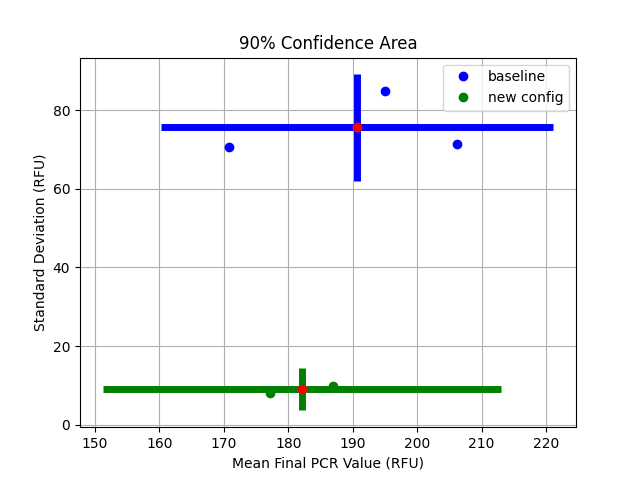 90% Confidence Area
baseline
new config
Standard Deviation (RFU)
80
60
40
20
0
150 160 170 180 190 200 210 220
Mean Final PCR Value (RFU)